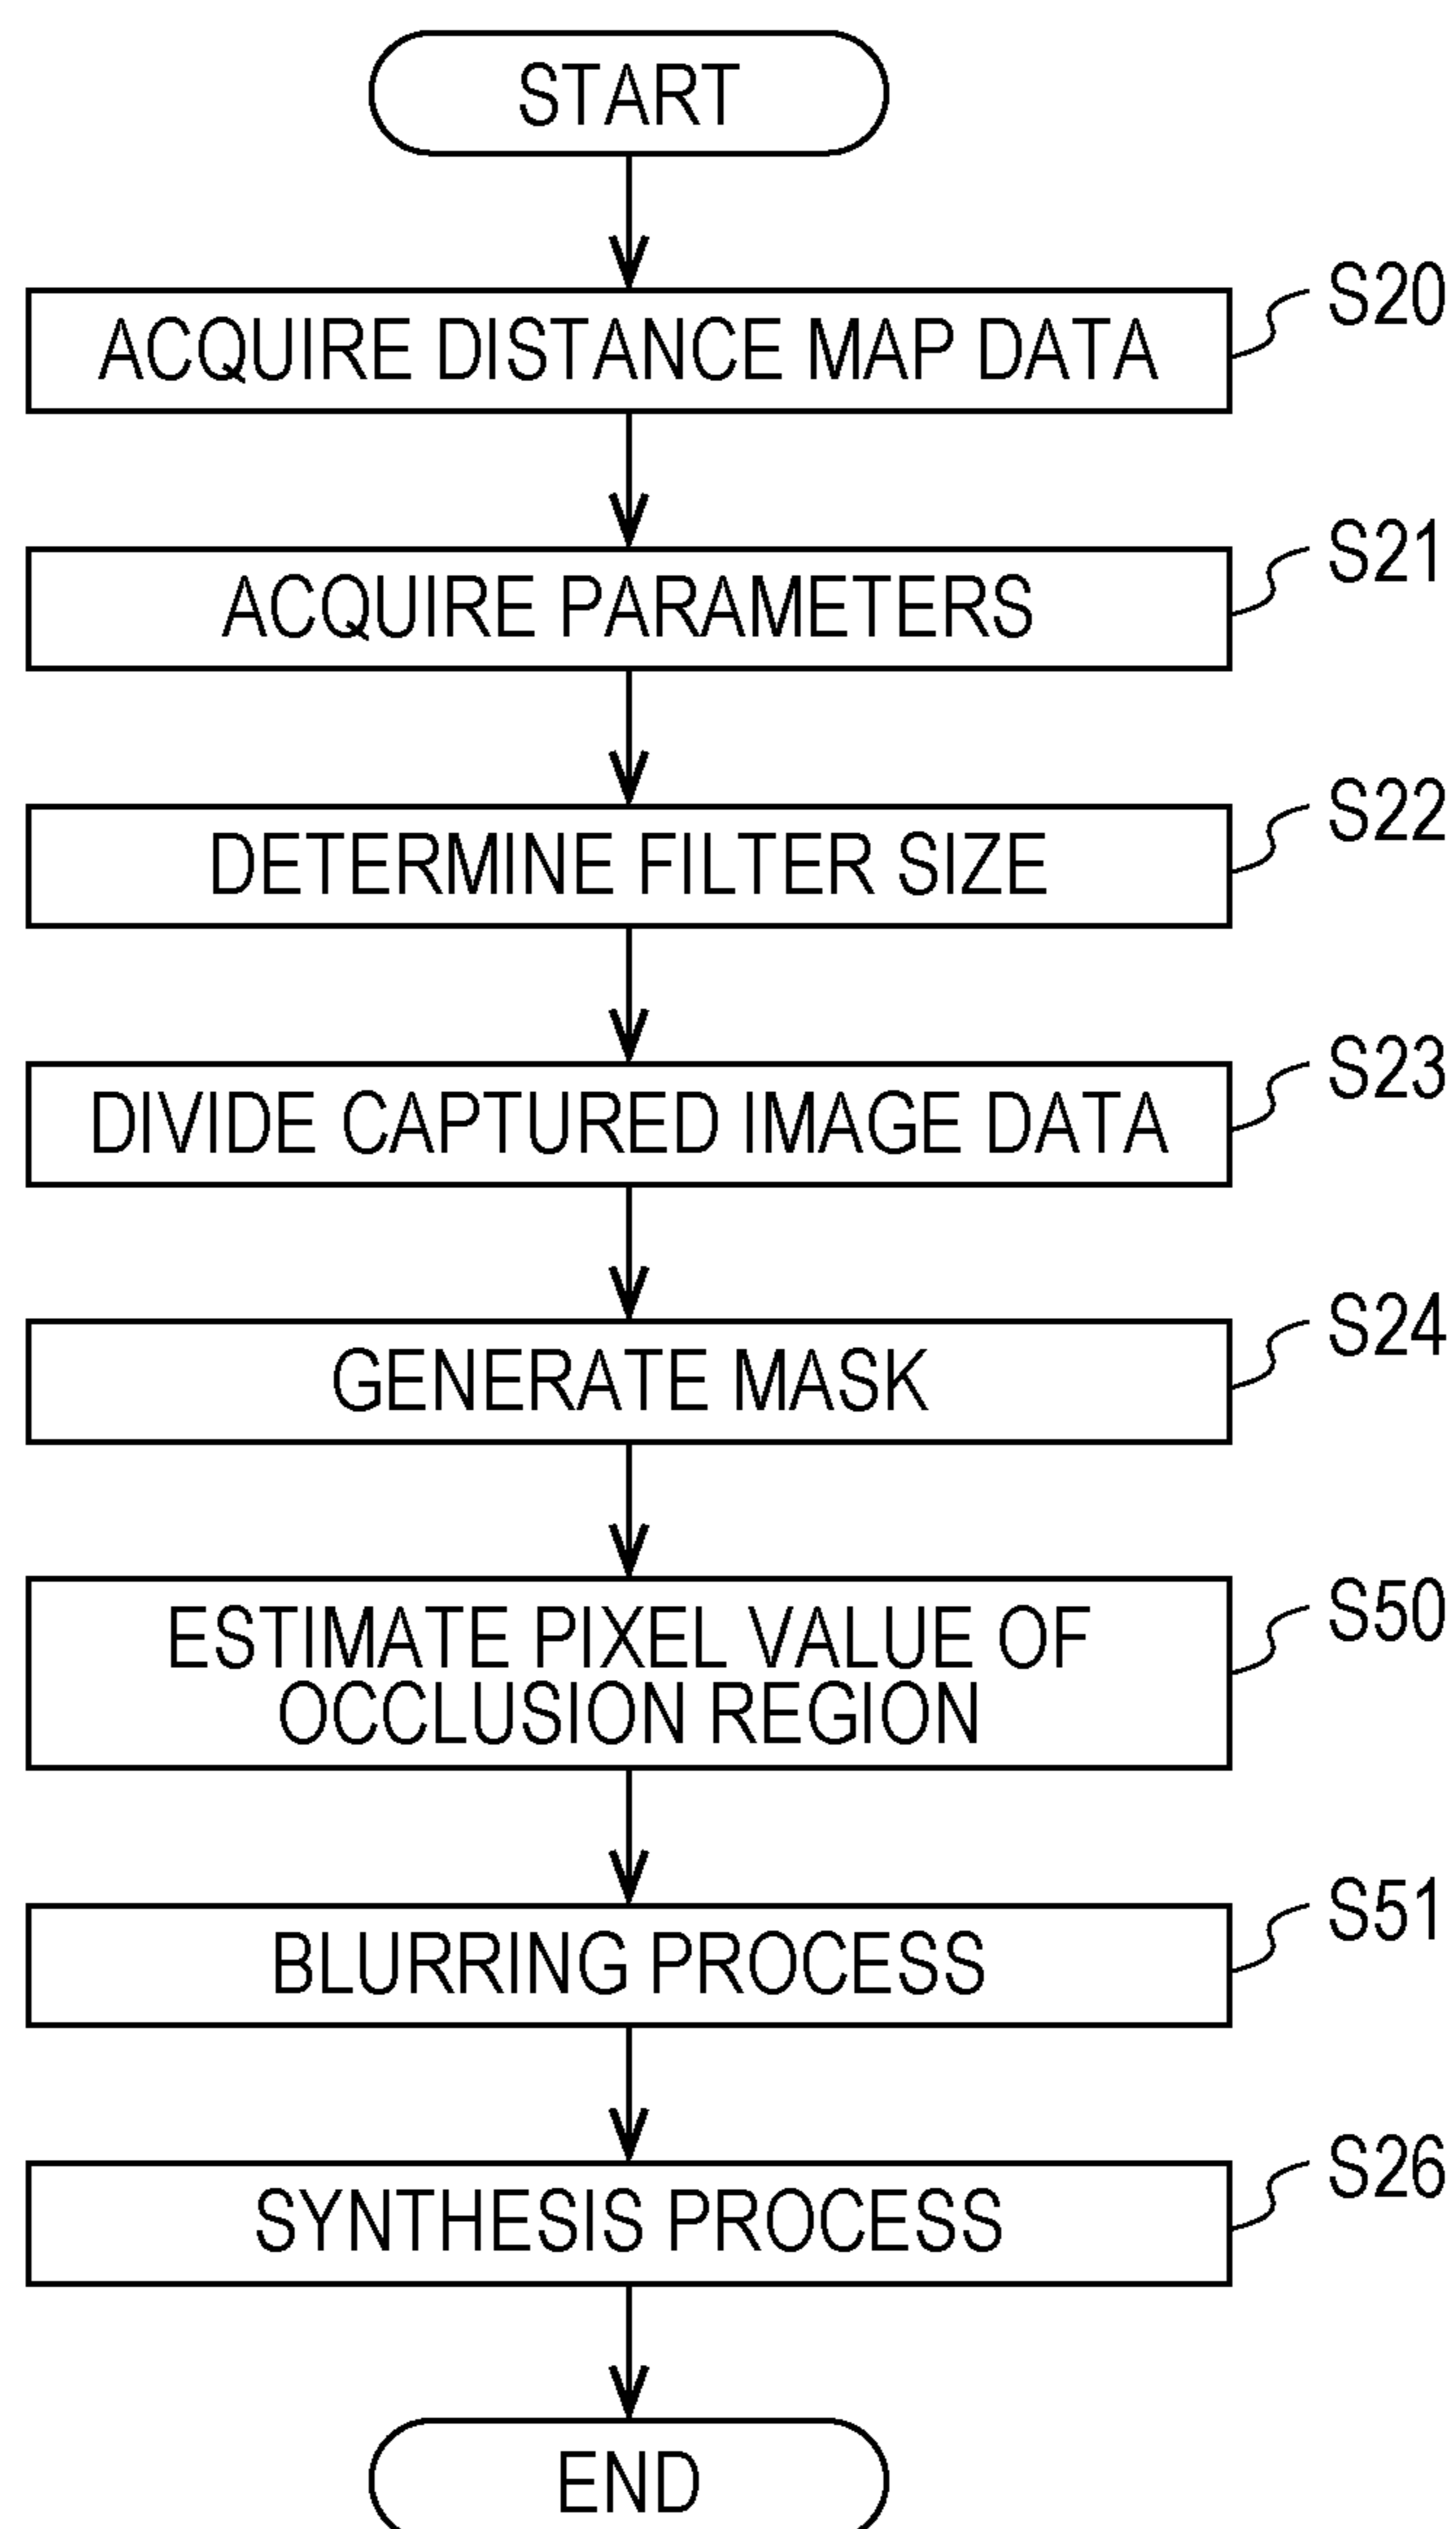 START
ACQUIRE DISTANCE MAP DATA
S20
ACQUIRE PARAMETERS
S21
DETERMINE FILTER SIZE
S22
DIVIDE CAPTURED IMAGE DATA
S23
GENERATE MASK
S24
ESTIMATE PIXEL VALUE OF
OCCLUSION REGION
S50
BLURRING PROCESS
S51
SYNTHESIS PROCESS
S26
END